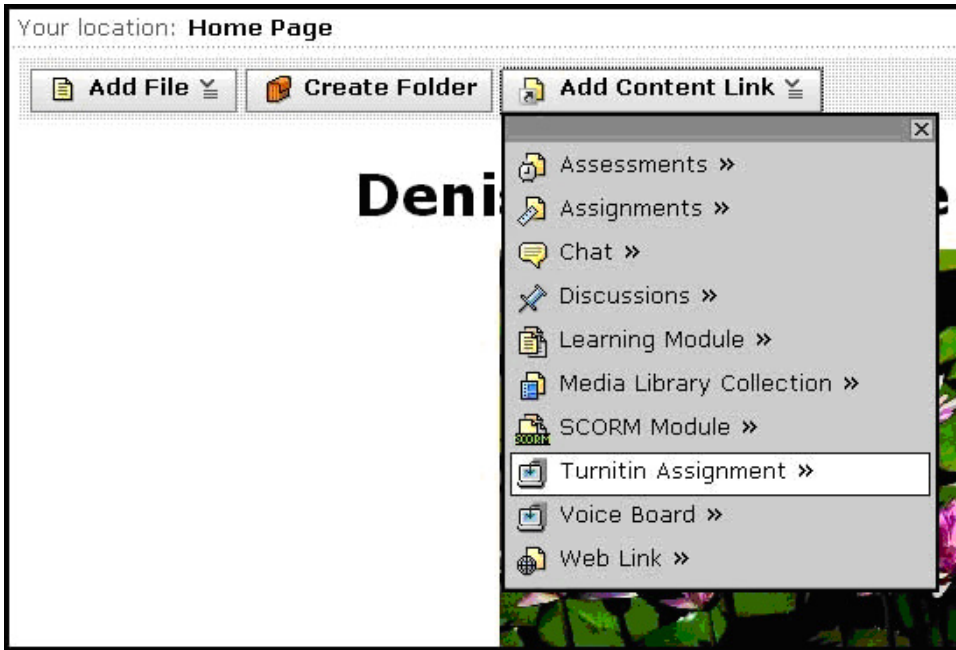 Your location: Home Page
Add File Create Folder Add Content Link
Assessments »
Assignments »
Chat »
Discussions »
Learning Module »
Media Library Collection »
SCORM Module »
Turnitin Assignment »
Voice Board »
Web Link »